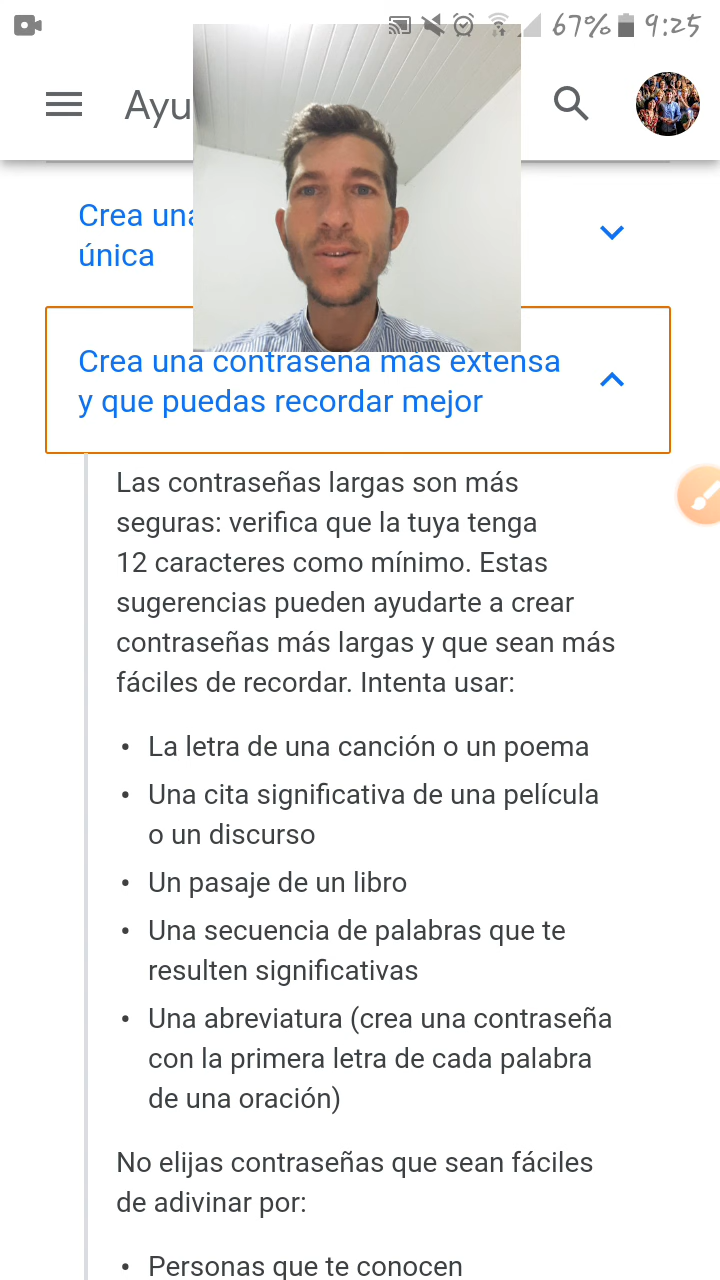 67% 9:25
Ayu
Crea una
única
Crea una contraseña más extensa
y que puedas recordar mejor
Las contraseñas largas son más
seguras: verifica que la tuya tenga
12 caracteres como mínimo. Estas
sugerencias pueden ayudarte a crear
contraseñas más largas y que sean más
fáciles de recordar. Intenta usar:
• La letra de una canción o un poema
• Una cita significativa de una película
o un discurso
• Un pasaje de un libro
• Una secuencia de palabras que te
resulten significativas
• Una abreviatura (crea una contraseña
con la primera letra de cada palabra
de una oración)
No elijas contraseñas que sean fáciles
de adivinar por:
• Personas que te conocen